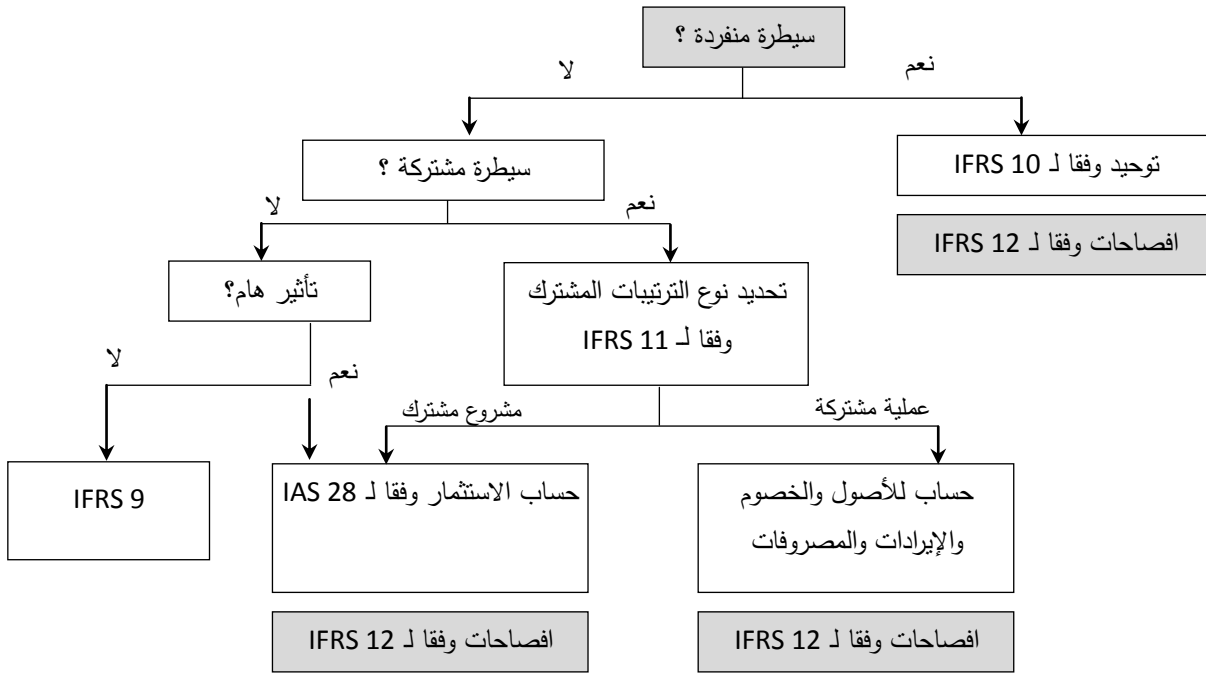 سيطرة منفردة ؟
نعم
لا
توحيد وفقا لـ IFRS 10
افصاحات وفقا لـ IFRS 12
سيطرة مشتركة ؟
نعم
لا
تحديد نوع الترتيبات المشترك
وفقا لـ IFRS 11
تأثير هام؟
نعم
لا
عملية مشتركة
مشروع مشترك
حساب للأصول والخصوم
والإيرادات والمصروفات
حساب الاستثمار وفقا لـ IAS 28
IFRS 9
افصاحات وفقا لـ IFRS 12
افصاحات وفقا لـ IFRS 12